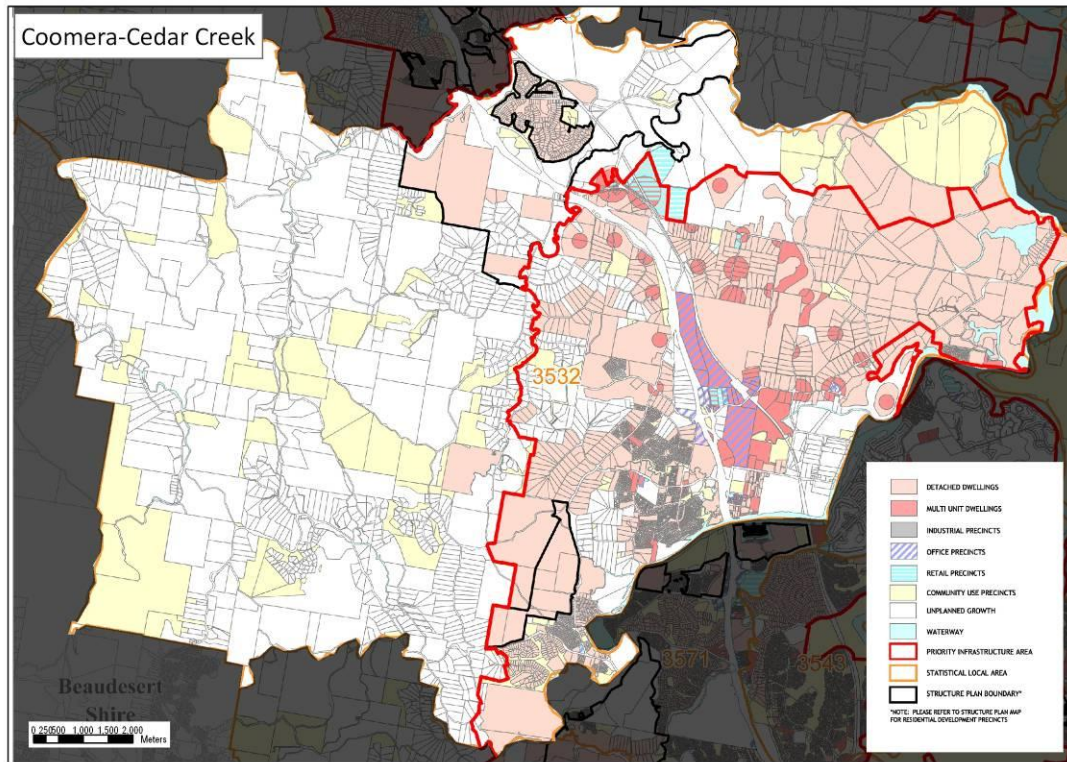 Coomera-Cedar Creek
3532
3571
3543
Beaudesert
Shire
0 250500 1.000 1.500 2.000
Meters
DETACHED DWELLINGS
MULTI UNIT DWELLINGS
INDUSTRIAL PRECINCTS
OFFICE PRECINCTS
RETAIL PRECINCTS
COMMUNITY USE PRECINCTS
UNPLANNED GROWTH
WATERWAY
PRIORITY INFRASTRUCTURE AREA
STATISTICAL LOCAL AREA
STRUCTURE PLAN BOUNDARY*
*NOTE: PLEASE REFER TO STRUCTURE PLAN MAP
FOR RESIDENTIAL DEVELOPMENT PRECINCTS